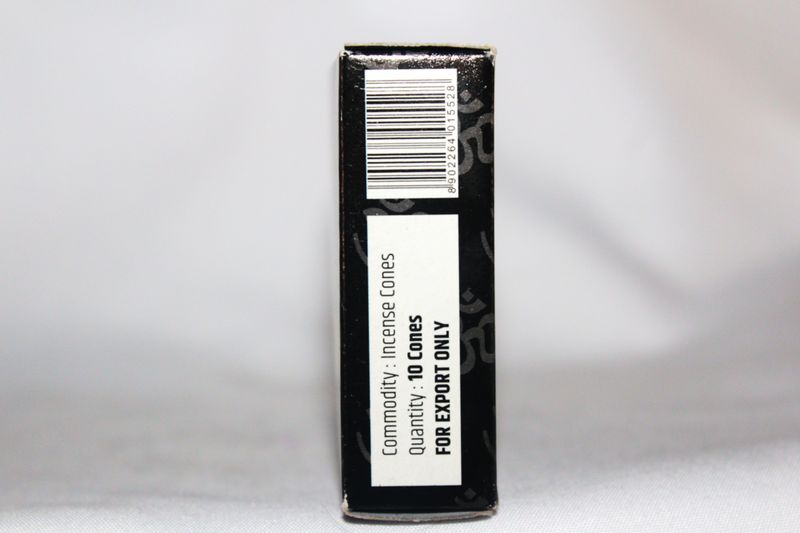 8902264015528
Commodity : Incense Cones
Quantity : 10 Cones
FOR EXPORT ONLY